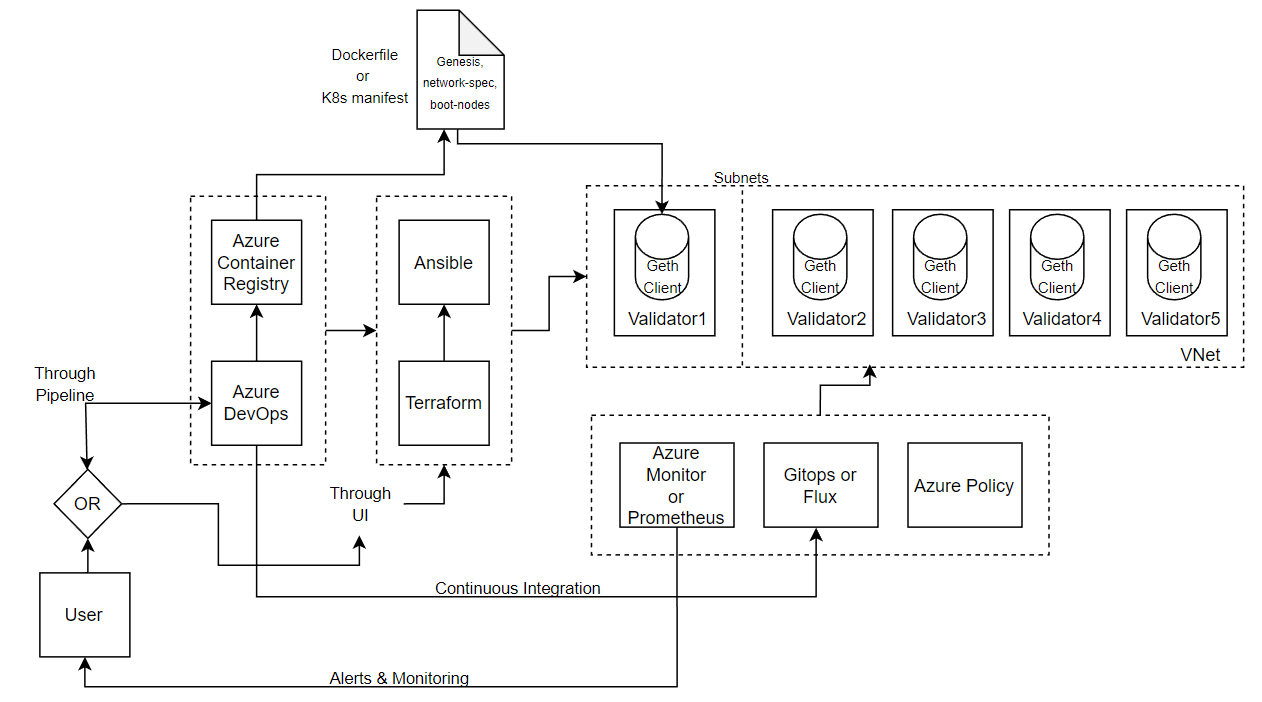 Dockerfile
or
K8s manifest
Genesis,
network-spec,
boot-nodes
Subnets
Azure
Container
Registry
Ansible
Geth
Client
Validator1
Geth
Client
Validator2
Geth
Client
Validator3
Geth
Client
Validator4
Geth
Client
Validator5
VNet
Through
Pipeline
Azure
DevOps
Terraform
Azure
Monitor
or
Prometheus
Gitops or
Flux
Azure Policy
OR
Through
UI
Continuous Integration
User
Alerts & Monitoring